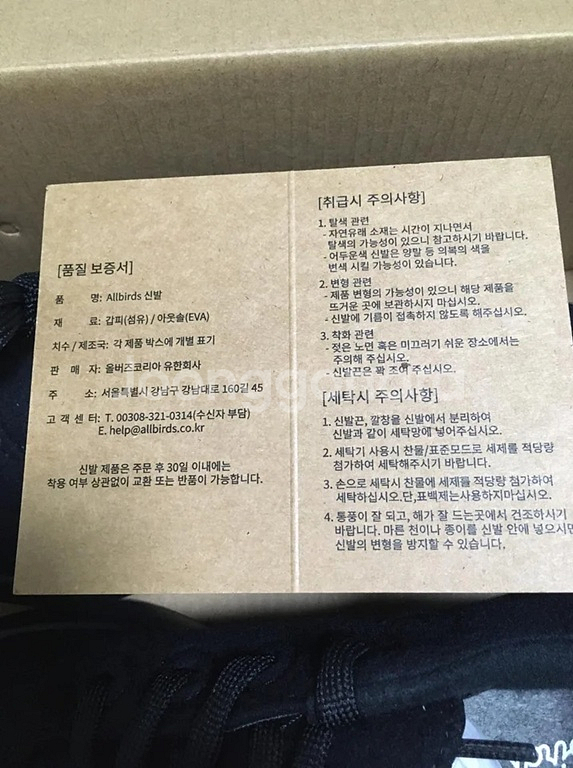 [품질 보증서]
품 명: Allbirds 신발
재 료: 갑피(섬유) / 아웃솔(EVA)
치수 / 제조국: 각 제품 박스에 개별 표기
판 매 자: 올버즈코리아 유한회사
주 소: 서울특별시 강남구 강남대로 160길 45
고 객 센 터: T. 00308-321-0314(수신자 부담)
E. help@allbirds.co.kr
신발 제품은 주문 후 30일 이내에는
착용 여부 상관없이 교환 또는 반품이 가능합니다.
[취급시 주의사항]
1. 탈색 관련
- 자연유래 소재는 시간이 지나면서
탈색의 가능성이 있으니 참고하시기 바랍니다.
- 어두운색 신발은 양말 등 의복의 색을
변색 시킬 가능성이 있습니다.
2. 변형 관련
- 제품 변형의 가능성이 있으니 해당 제품을
뜨거운 곳에 보관하시지 마십시오.
- 신발에 기름이 접촉하지 않도록 해주십시오.
3. 착화 관련
- 젖은 노면 혹은 미끄러기 쉬운 장소에서는
주의해 주십시오.
- 신발끈은 꽉 조여 주십시오.
[세탁시 주의사항]
1. 신발끈, 깔창을 신발에서 분리하여
신발과 같이 세탁망에 넣어주십시오.
2. 세탁기 사용시 찬물/표준모드로 세제를 적당량
첨가하여 세탁해주시기 바랍니다.
3. 손으로 세탁시 찬물에 세제를 적당량 첨가하여
세탁하십시오.단,표백제는사용하지마십시오.
4. 통풍이 잘 되고, 해가 잘 드는곳에서 건조하시기
바랍니다. 마른 천이나 종이를 신발 안에 넣으시면
신발의 변형을 방지할 수 있습니다.